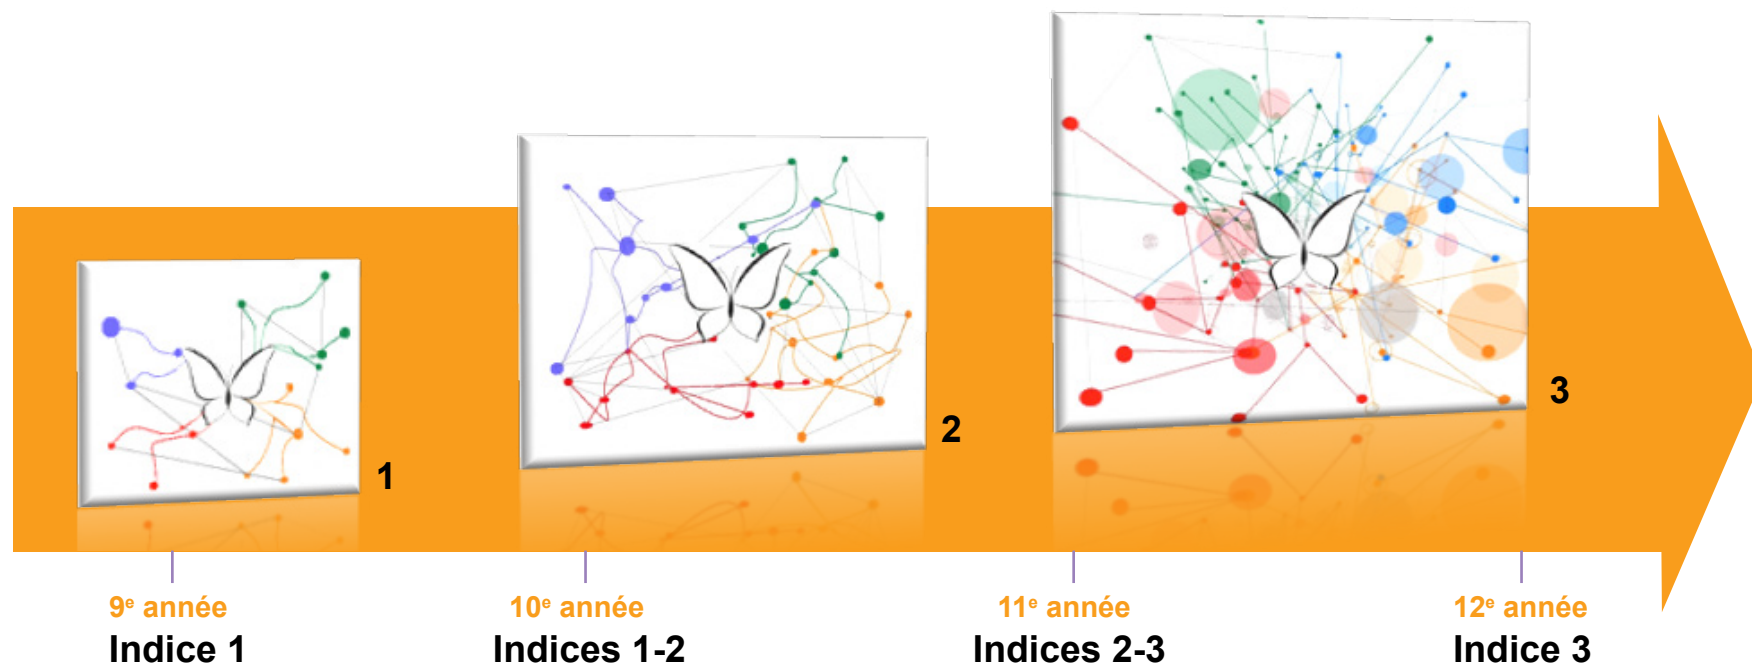 1
2
3
9e année
Indice 1
10e année
Indices 1-2
11e année
Indices 2-3
12e année
Indice 3